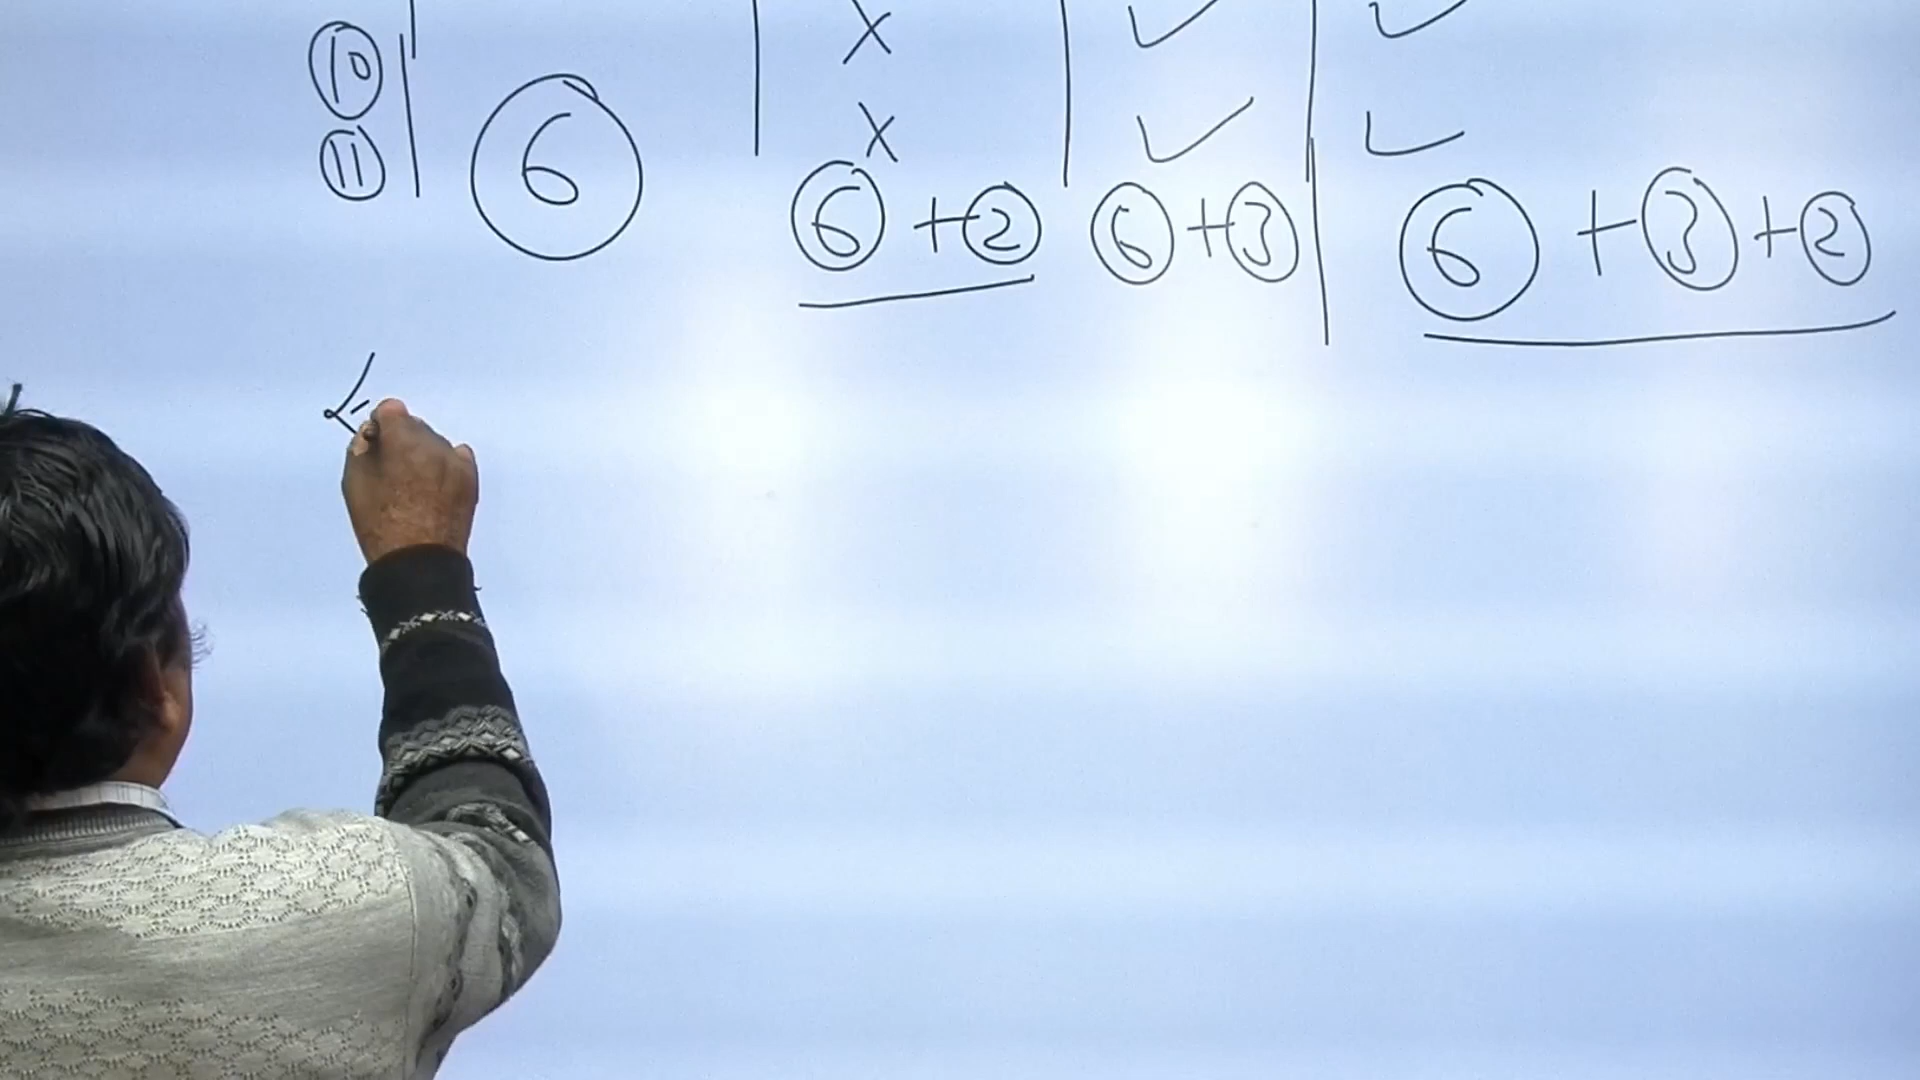 10 | | X | ✓ | ✓
11 | 6 | X | ✓ | ✓
6 + 2 6 + 3 | 6 + 3 + 2